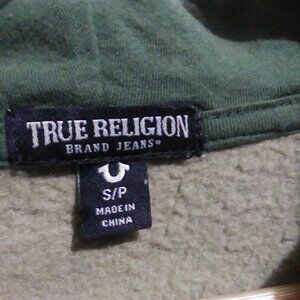 TRUE RELIGION
BRAND JEANS®
S/P
MADE IN
CHINA